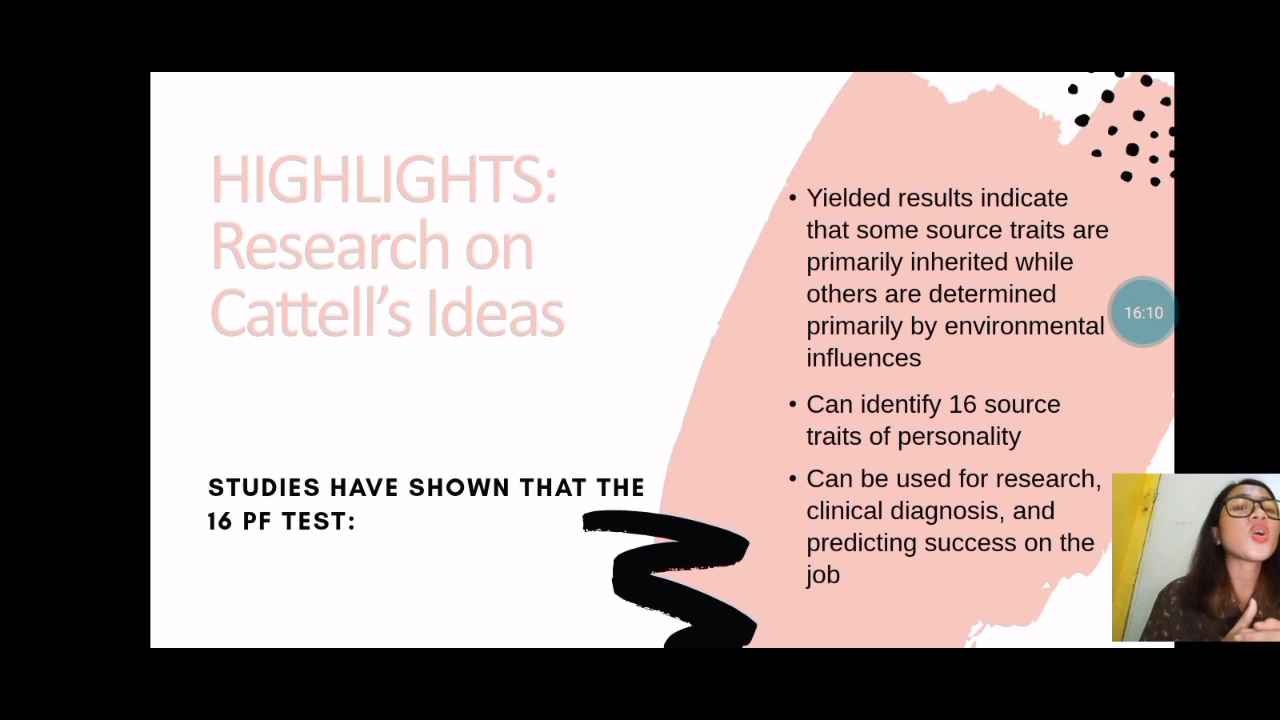 HIGHLIGHTS:
Research on
Cattell’s Ideas
STUDIES HAVE SHOWN THAT THE
16 PF TEST:
• Yielded results indicate
that some source traits are
primarily inherited while
others are determined
primarily by environmental
influences
• Can identify 16 source
traits of personality
• Can be used for research,
clinical diagnosis, and
predicting success on the
job
16:10